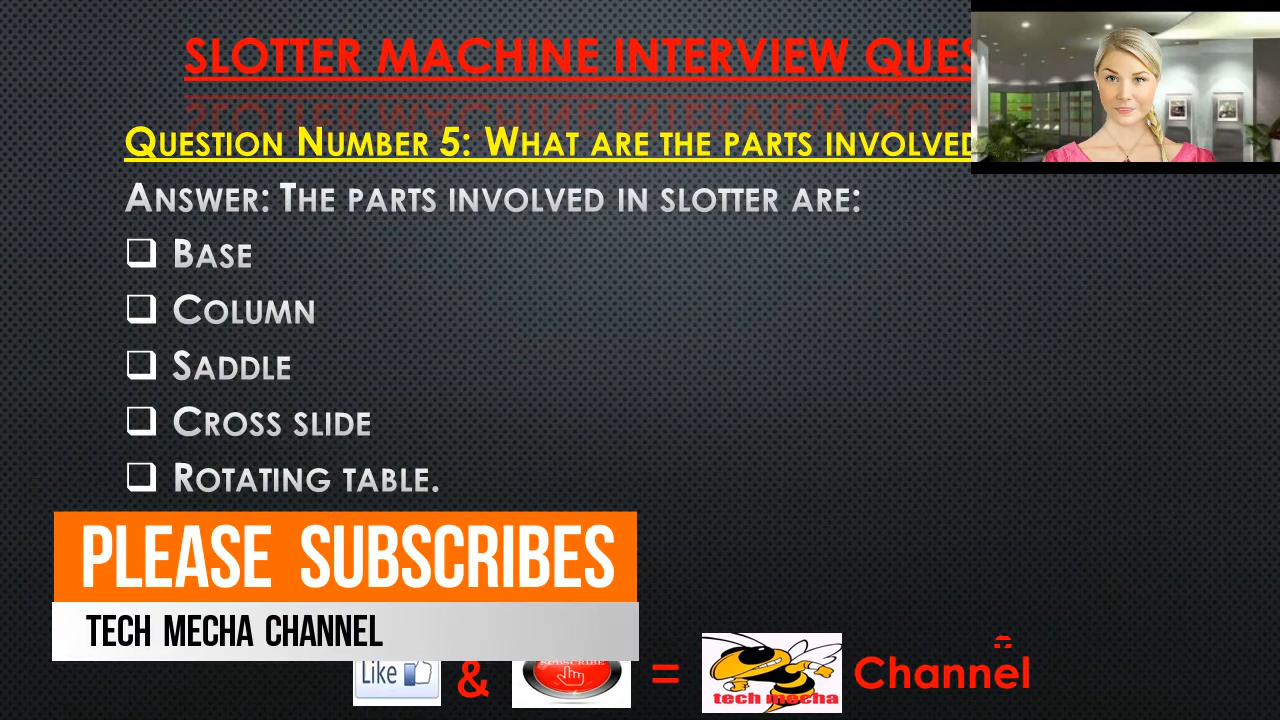 SLOTTER MACHINE INTERVIEW QUES
QUESTION NUMBER 5: WHAT ARE THE PARTS INVOLVED
ANSWER: THE PARTS INVOLVED IN SLOTTER ARE:
❑ BASE
❑ COLUMN
❑ SADDLE
❑ CROSS SLIDE
❑ ROTATING TABLE.
PLEASE SUBSCRIBES
TECH MECHA CHANNEL
Like & SUBSCRIBE = tech mecha Channel